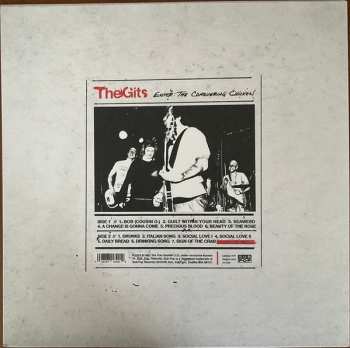 The Gits Enter: The Conquering Chicken
SIDE 1 // 1. BOB (COUSIN O.) 2. GUILT WITHIN YOUR HEAD 3. SEAWEED
4. A CHANGE IS GONNA COME 5. PRECIOUS BLOOD 6. BEAUTY OF THE ROSE
SIDE 2 // 1. DRUNKS 2. ITALIAN SONG 3. SOCIAL LOVE I 4. SOCIAL LOVE II
5. DAILY BREAD 6. DRINKING SONG 7. SIGN OF THE CRAB